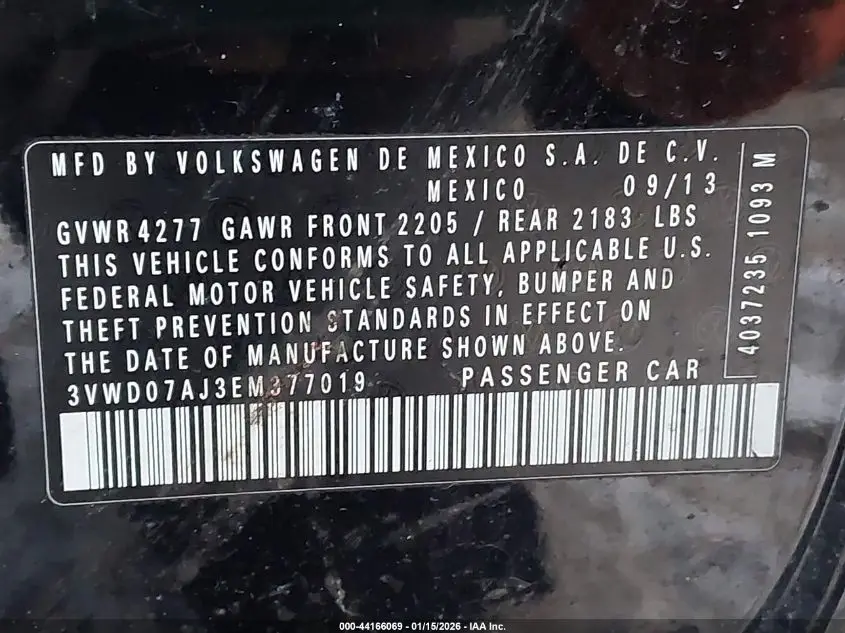 MFD BY VOLKSWAGEN DE MEXICO S.A. DE C.V.
MEXICO 09/13
GVWR 4277 GAWR FRONT 2205 / REAR 2183 LBS
THIS VEHICLE CONFORMS TO ALL APPLICABLE U.S.
FEDERAL MOTOR VEHICLE SAFETY, BUMPER AND
THEFT PREVENTION STANDARDS IN EFFECT ON
THE DATE OF MANUFACTURE SHOWN ABOVE.
3VWD07AJ3EM377019 PASSENGER CAR
4037235 1093 M
000-44166069 - 01/15/2026 - IAA Inc.